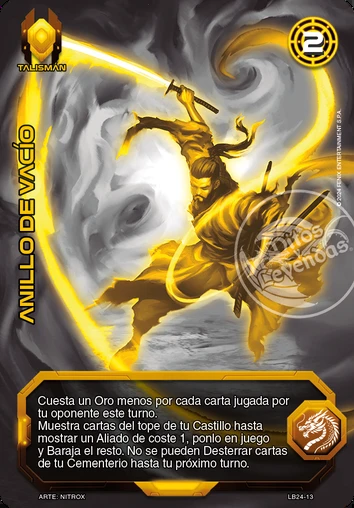 2
TALISMAN
ANILLO DE VACÍO
© 2024 FENIX ENTERTAINMENT S.P.A.
Mitos y Leyendas
Cuesta un Oro menos por cada carta jugada por
tu oponente este turno.
Muestra cartas del tope de tu Castillo hasta
mostrar un Aliado de coste 1, ponlo en juego
y Baraja el resto. No se pueden Desterrar cartas
de tu Cementerio hasta tu próximo turno.
ARTE: NITROX
LB24-13